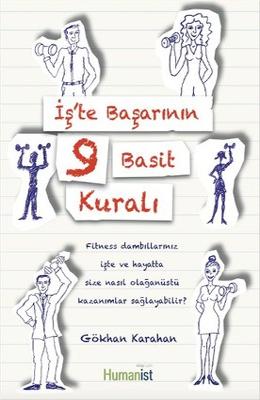 İş'te Başarının
9 Basit
Kuralı
Fitness dambıllarınız
işte ve hayatta
size nasıl olağanüstü
kazanımlar sağlayabilir?
Gökhan Karahan
Humanist